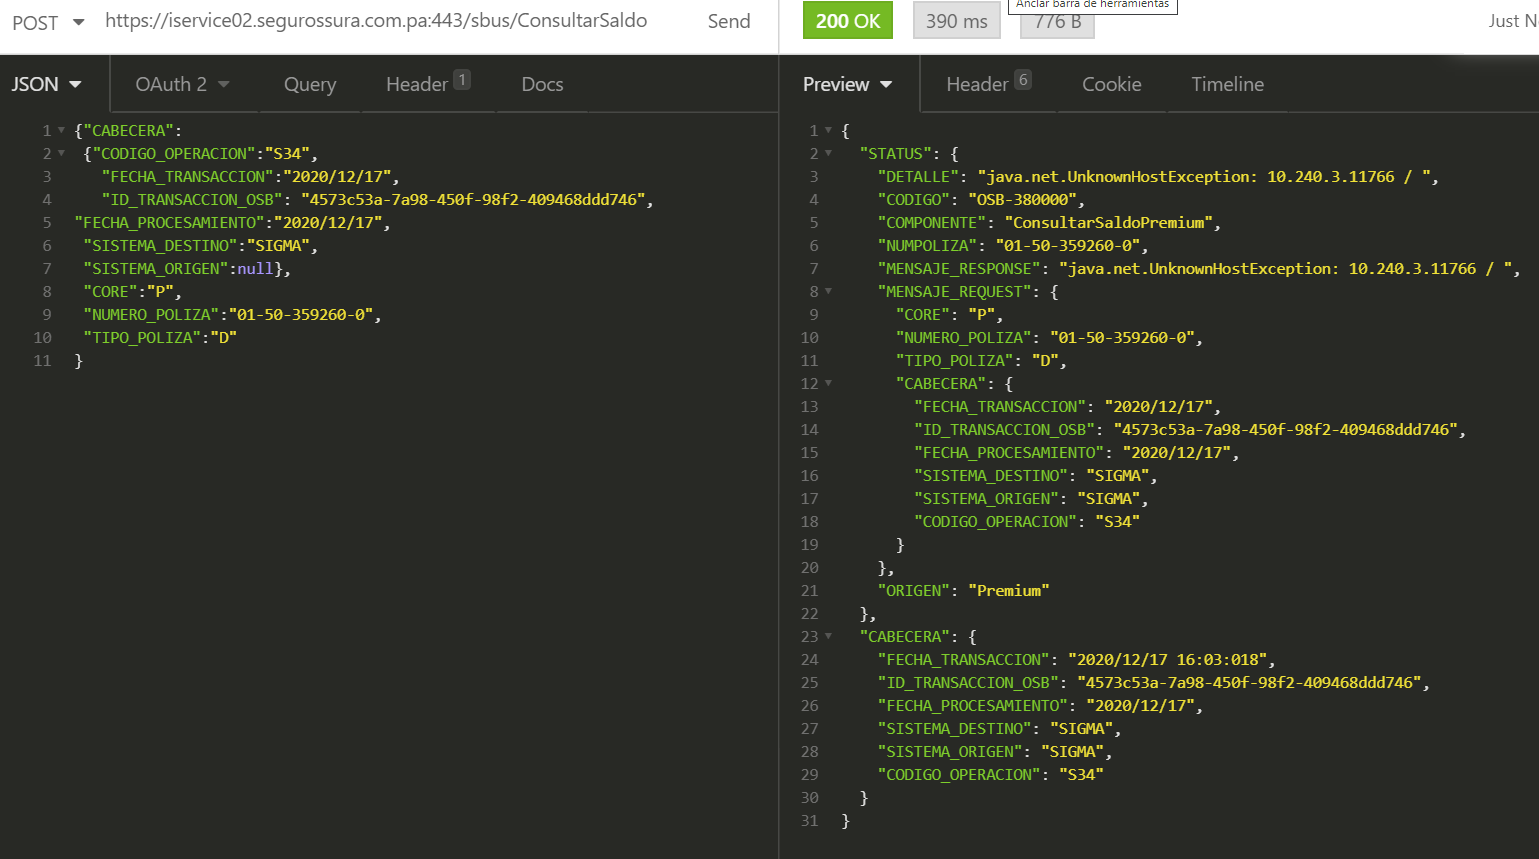 Anclar barra de herramientas
POST https://iservice02.segurossura.com.pa:443/sbus/ConsultarSaldo Send
200 OK 390 ms 776 B Just N
JSON OAuth 2 Query Header 1 Docs
1 {"CABECERA":
2 {"CODIGO_OPERACION":"S34",
3 "FECHA_TRANSACCION":"2020/12/17",
4 "ID_TRANSACCION_OSB": "4573c53a-7a98-450f-98f2-409468ddd746",
5 "FECHA_PROCESAMIENTO":"2020/12/17",
6 "SISTEMA_DESTINO":"SIGMA",
7 "SISTEMA_ORIGEN":null},
8 "CORE":"P",
9 "NUMERO_POLIZA":"01-50-359260-0",
10 "TIPO_POLIZA":"D"
11 }
Preview Header 6 Cookie Timeline
1 {
2 "STATUS": {
3 "DETALLE": "java.net.UnknownHostException: 10.240.3.11766 / ",
4 "CODIGO": "OSB-380000",
5 "COMPONENTE": "ConsultarSaldoPremium",
6 "NUMPOLIZA": "01-50-359260-0",
7 "MENSAJE_RESPONSE": "java.net.UnknownHostException: 10.240.3.11766 / ",
8 "MENSAJE_REQUEST": {
9 "CORE": "P",
10 "NUMERO_POLIZA": "01-50-359260-0",
11 "TIPO_POLIZA": "D",
12 "CABECERA": {
13 "FECHA_TRANSACCION": "2020/12/17",
14 "ID_TRANSACCION_OSB": "4573c53a-7a98-450f-98f2-409468ddd746",
15 "FECHA_PROCESAMIENTO": "2020/12/17",
16 "SISTEMA_DESTINO": "SIGMA",
17 "SISTEMA_ORIGEN": "SIGMA",
18 "CODIGO_OPERACION": "S34"
19 }
20 },
21 "ORIGEN": "Premium"
22 },
23 "CABECERA": {
24 "FECHA_TRANSACCION": "2020/12/17 16:03:018",
25 "ID_TRANSACCION_OSB": "4573c53a-7a98-450f-98f2-409468ddd746",
26 "FECHA_PROCESAMIENTO": "2020/12/17",
27 "SISTEMA_DESTINO": "SIGMA",
28 "SISTEMA_ORIGEN": "SIGMA",
29 "CODIGO_OPERACION": "S34"
30 }
31 }